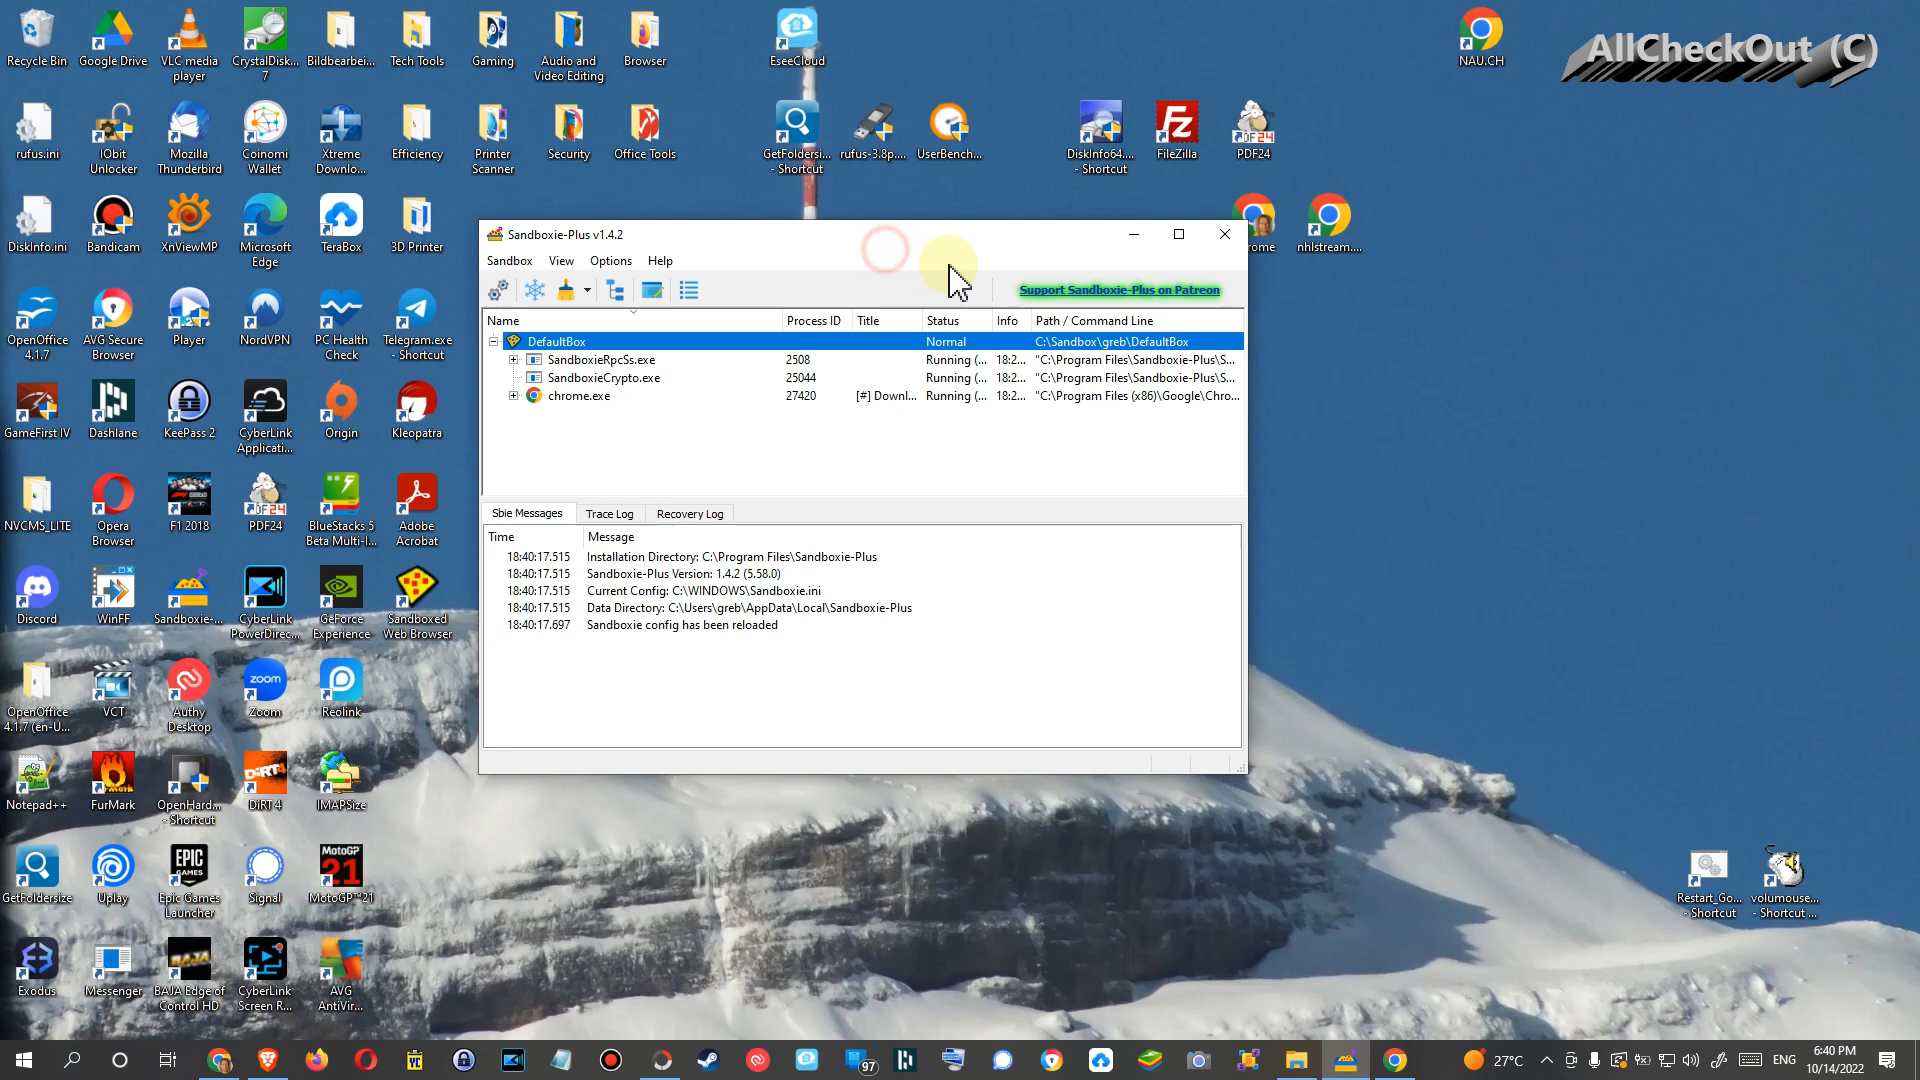 Recycle Bin
Google Drive
VLC media
player
CrystalDisk...
7
Bildbearbei...
Tech Tools
Gaming
Audio and
Video Editing
Browser
EseeCloud
NAU.CH
AllCheckOut (C)
rufus.ini
IObit
Unlocker
Mozilla
Thunderbird
Coinomi
Wallet
Xtreme
Downlo...
Efficiency
Printer
Scanner
Security
Office Tools
GetFoldersi...
- Shortcut
rufus-3.8p...
UserBench...
DiskInfo64....
- Shortcut
FileZilla
PDF24
DiskInfo.ini
Bandicam
XnViewMP
Microsoft
Edge
TeraBox
3D Printer
rome
nhlstream....
OpenOffice
4.1.7
AVG Secure
Browser
Player
NordVPN
PC Health
Check
Telegram.exe
- Shortcut
GameFirst IV
Dashlane
KeePass 2
CyberLink
Applicati...
Origin
Kleopatra
NVCMS_LITE
Opera
Browser
F1 2018
PDF24
BlueStacks 5
Beta Multi-I...
Adobe
Acrobat
Discord
WinFF
Sandboxie-...
CyberLink
PowerDirec...
GeForce
Experience
Sandboxed
Web Browser
OpenOffice
4.1.7 (en-U...
VCT
Authy
Desktop
zoom
Zoom
Reolink
Notepad++
FurMark
OpenHard...
- Shortcut
DiRT 4
IMAPSize
GetFoldersize
Uplay
EPIC
GAMES
Epic Games
Launcher
Signal
MotoGP
21
MotoGP™21
Exodus
Messenger
BAJA
BAJA Edge of
Control HD
CyberLink
Screen R...
AVG
AntiVir...
Restart_Go...
- Shortcut
volumouse...
- Shortcut ...
Sandboxie-Plus v1.4.2
Sandbox View Options Help
Support Sandboxie-Plus on Patreon
Name Process ID Title Status Info Path / Command Line
DefaultBox Normal C:\Sandbox\greb\DefaultBox
SandboxieRpcSs.exe 2508 Running (... 18:2... "C:\Program Files\Sandboxie-Plus\S...
SandboxieCrypto.exe 25044 Running (... 18:2... "C:\Program Files\Sandboxie-Plus\S...
chrome.exe 27420 [#] Downl... Running (... 18:2... "C:\Program Files (x86)\Google\Chro...
Sbie Messages Trace Log Recovery Log
Time Message
18:40:17.515 Installation Directory: C:\Program Files\Sandboxie-Plus
18:40:17.515 Sandboxie-Plus Version: 1.4.2 (5.58.0)
18:40:17.515 Current Config: C:\WINDOWS\Sandboxie.ini
18:40:17.515 Data Directory: C:\Users\greb\AppData\Local\Sandboxie-Plus
18:40:17.697 Sandboxie config has been reloaded
97
27°C
ENG
6:40 PM
10/14/2022